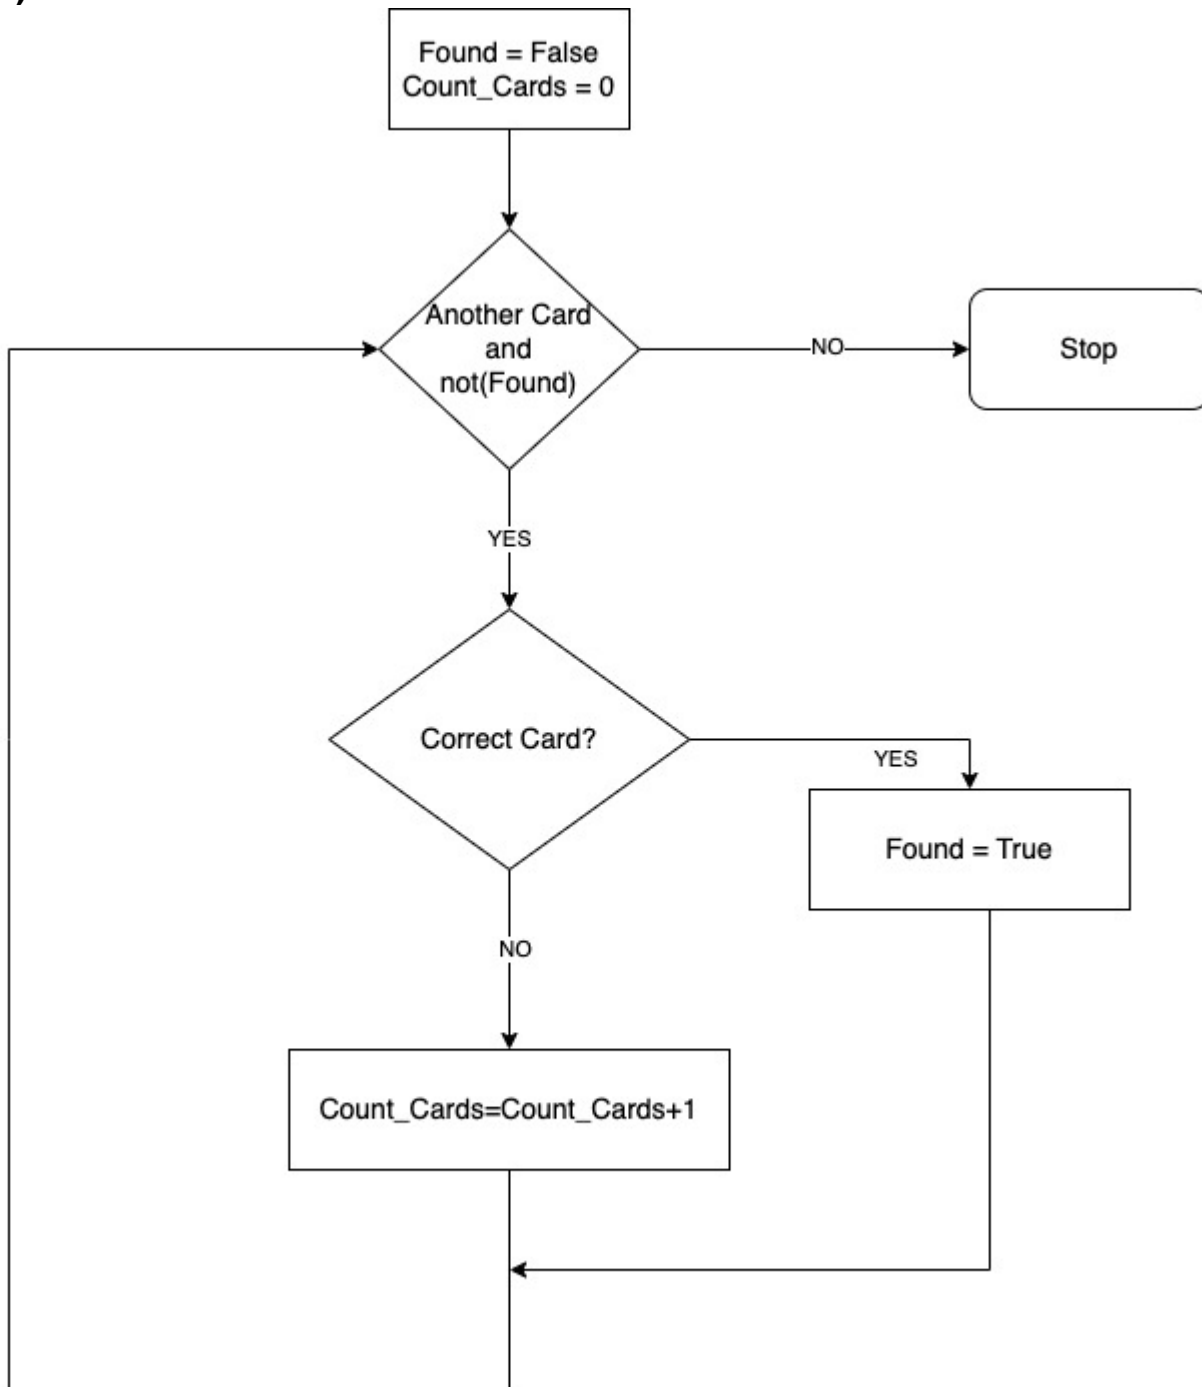 )
Found = False
Count_Cards = 0
Another Card
and
not(Found)
NO
Stop
YES
Correct Card?
YES
Found = True
NO
Count_Cards=Count_Cards+1